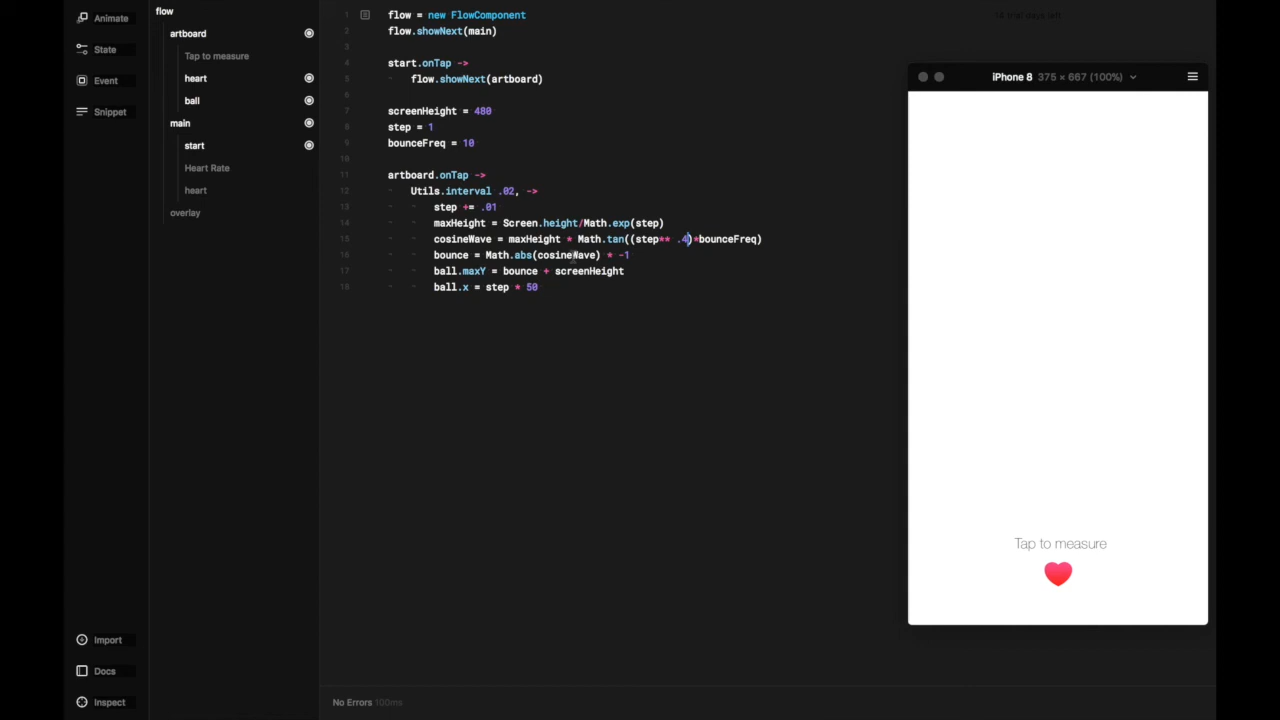 Animate
State
Event
Snippet
Import
Docs
Inspect
flow
artboard
Tap to measure
heart
ball
main
start
Heart Rate
heart
overlay
1 flow = new FlowComponent
2 flow.showNext(main)
3
4 start.onTap ->
5 flow.showNext(artboard)
6
7 screenHeight = 480
8 step = 1
9 bounceFreq = 10
10
11 artboard.onTap ->
12 Utils.interval .02, ->
13 step += .01
14 maxHeight = Screen.height/Math.exp(step)
15 cosineWave = maxHeight * Math.tan((step** .4)*bounceFreq)
16 bounce = Math.abs(cosineWave) * -1
17 ball.maxY = bounce + screenHeight
18 ball.x = step * 50
No Errors 100ms
14 trial days left
iPhone 8 375 × 667 (100%)
Tap to measure